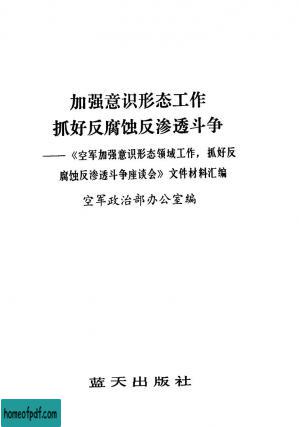 加强意识形态工作
抓好反腐蚀反渗透斗争
——《空军加强意识形态领域工作，抓好反
腐蚀反渗透斗争座谈会》文件材料汇编
空军政治部办公室编
蓝天出版社
homeofpdf.com